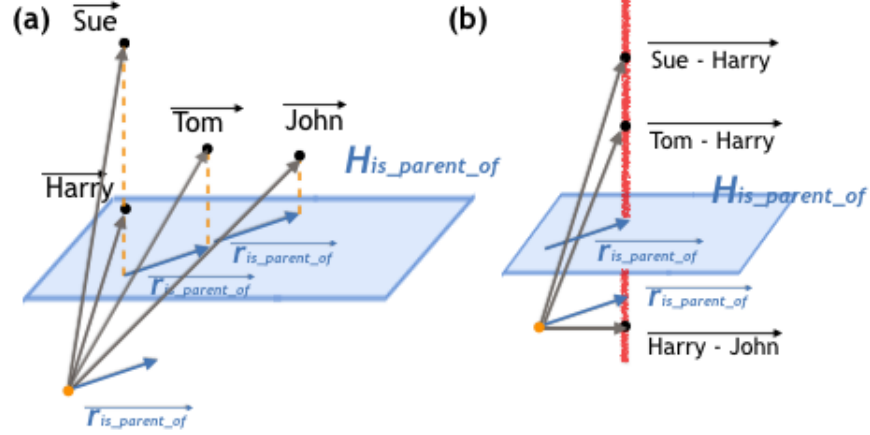 (a)
Sue
Tom
John
Harry
H is_parent_of
r is_parent_of
r is_parent_of
r is_parent_of
(b)
Sue - Harry
Tom - Harry
H is_parent_of
r is_parent_of
r is_parent_of
Harry - John